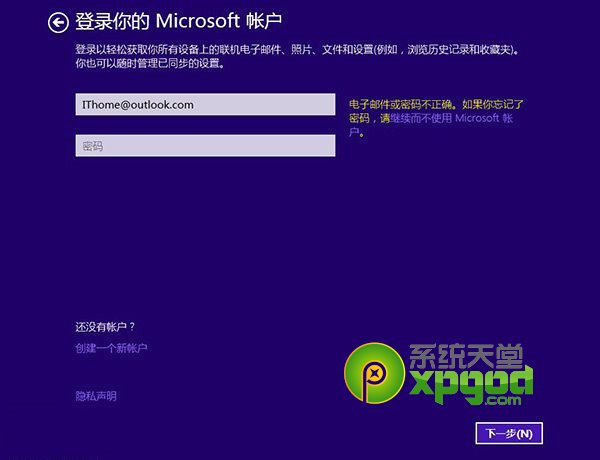 登录你的 Microsoft 帐户
登录以轻松获取你所有设备上的联机电子邮件、照片、文件和设置(例如，浏览历史记录和收藏夹)。
你也可以随时管理已同步的设置。
IThome@outlook.com
电子邮件或密码不正确。如果你忘记了
密码，请继续而不使用 Microsoft 帐
户。
密码
还没有帐户？
创建一个新帐户
隐私声明
系统天堂
xpgod
.com
下一步(N)